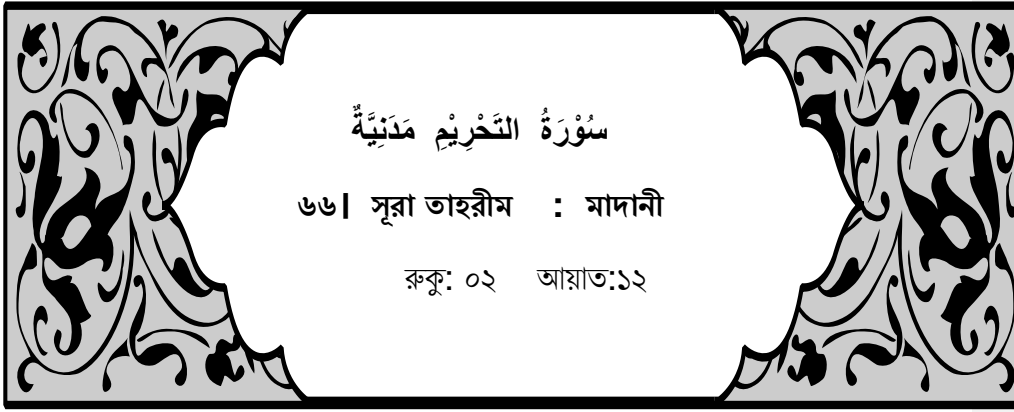 سُوْرَةُ التَّحْرِيْمِ مَدَنِيَّةٌ
৬৬। সূরা তাহরীম : মাদানী
রুকু: ০২ আয়াত:১২